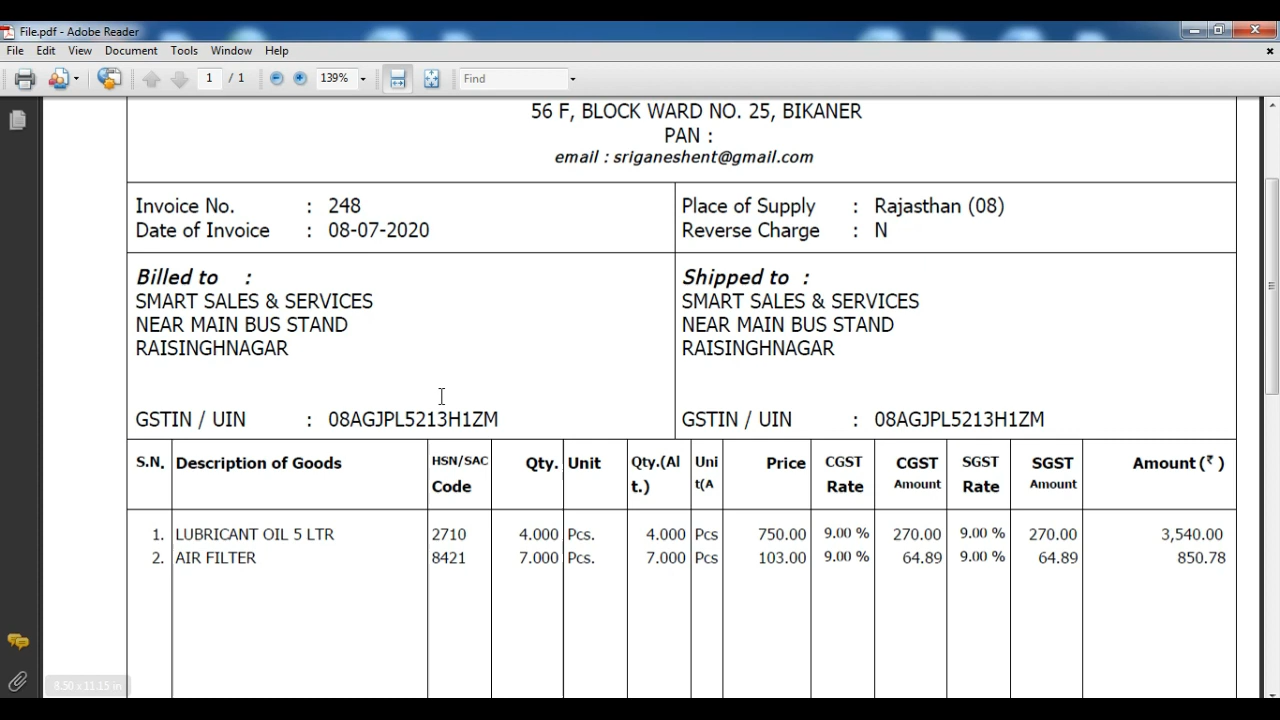 File.pdf - Adobe Reader
File Edit View Document Tools Window Help
1 / 1 139% Find
56 F, BLOCK WARD NO. 25, BIKANER
PAN :
email : sriganeshent@gmail.com
Invoice No. : 248
Date of Invoice : 08-07-2020
Place of Supply : Rajasthan (08)
Reverse Charge : N
Billed to :
SMART SALES & SERVICES
NEAR MAIN BUS STAND
RAISINGHNAGAR
GSTIN / UIN : 08AGJPL5213H1ZM
Shipped to :
SMART SALES & SERVICES
NEAR MAIN BUS STAND
RAISINGHNAGAR
GSTIN / UIN : 08AGJPL5213H1ZM
S.N. Description of Goods HSN/SAC Qty. Unit Qty.(Al Uni Price CGST CGST SGST SGST Amount (₹ )
Code t.) t(A Rate Amount Rate Amount
1. LUBRICANT OIL 5 LTR 2710 4.000 Pcs. 4.000 Pcs 750.00 9.00 % 270.00 9.00 % 270.00 3,540.00
2. AIR FILTER 8421 7.000 Pcs. 7.000 Pcs 103.00 9.00 % 64.89 9.00 % 64.89 850.78
8.50 x 11.15 in